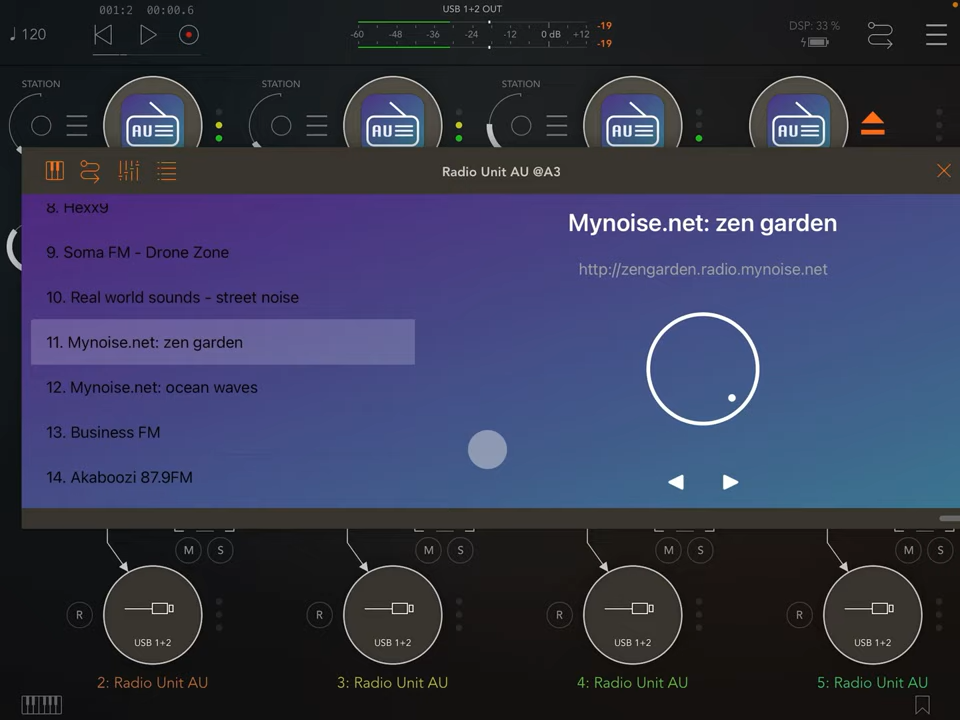 001:2 00:00.6
USB 1+2 OUT
♩120
-60 -48 -36 -24 -12 0 dB +12
-19
-19
DSP: 33 %
STATION
STATION
STATION
AU
AU
AU
AU
Radio Unit AU @A3
8. Hexx9
9. Soma FM - Drone Zone
10. Real world sounds - street noise
11. Mynoise.net: zen garden
12. Mynoise.net: ocean waves
13. Business FM
14. Akaboozi 87.9FM
Mynoise.net: zen garden
http://zengarden.radio.mynoise.net
M S
M S
M S
M S
R
R
R
R
USB 1+2
USB 1+2
USB 1+2
USB 1+2
2: Radio Unit AU
3: Radio Unit AU
4: Radio Unit AU
5: Radio Unit AU